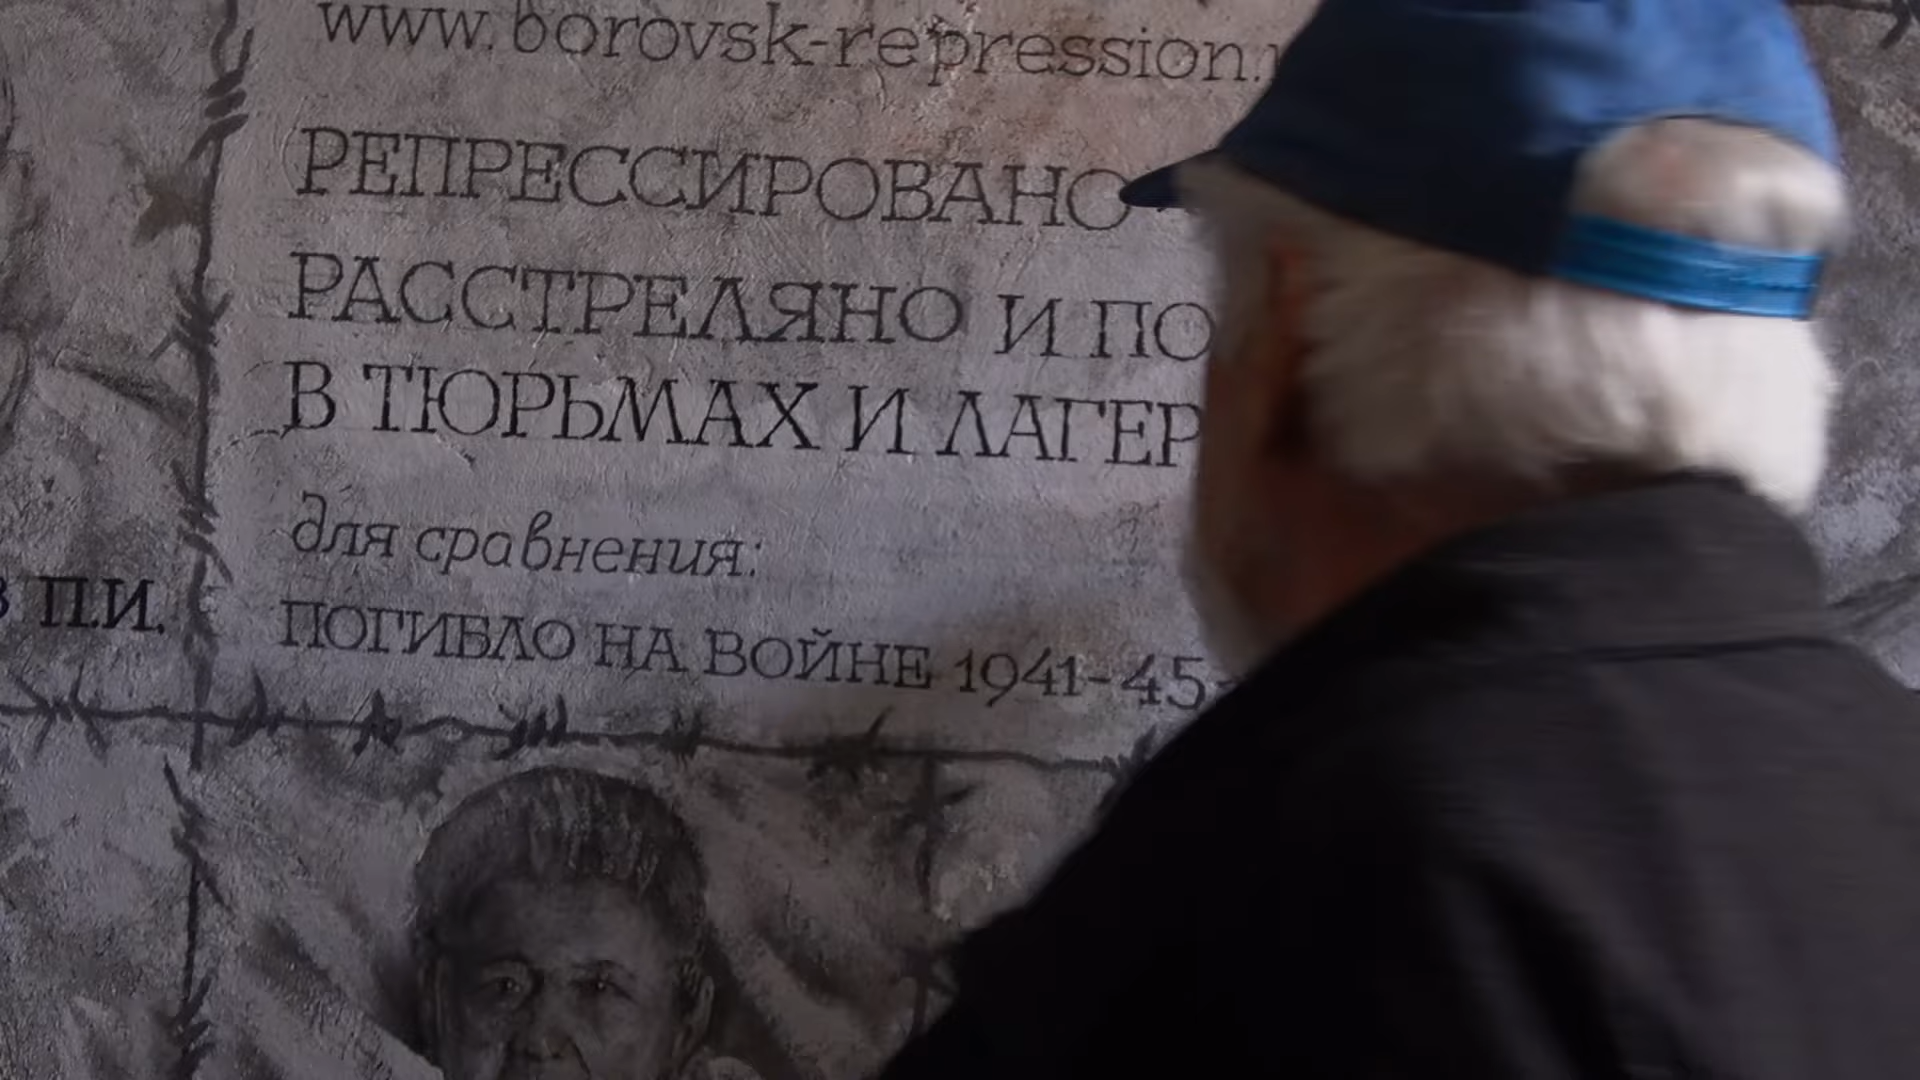 www.borovsk-repression.
РЕПРЕССИРОВАНО
РАССТРЕЛЯНО И ПО
В ТЮРЬМАХ И ЛАГЕР
для сравнения:
ПОГИБЛО НА ВОЙНЕ 1941-45-
В П.И.